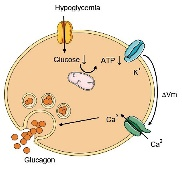 Hypoglycemia
Glucose
ATP
K⁺
ΔVm
Ca²⁺
Ca²
Glucagon